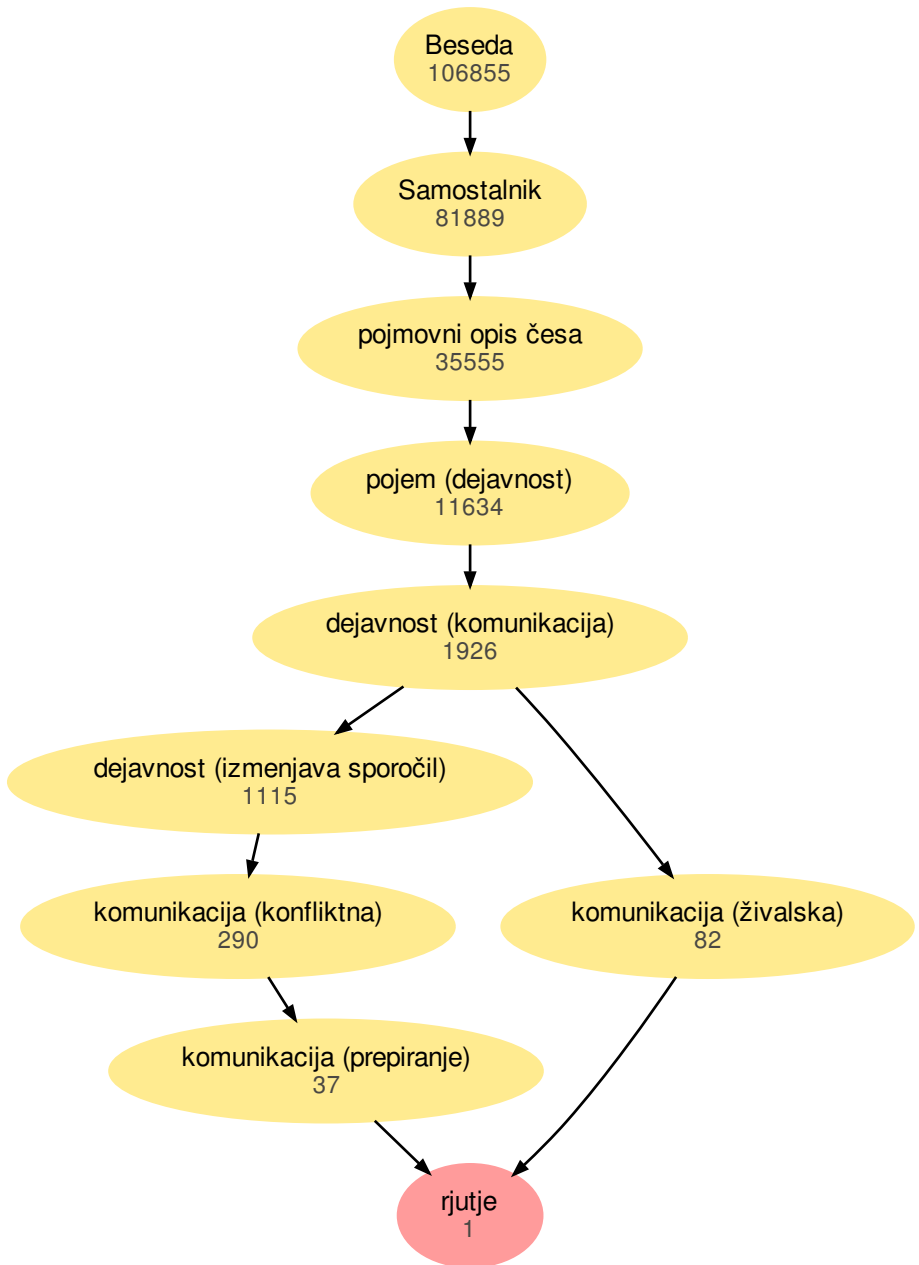 Beseda
106855
Samostalnik
81889
pojmovni opis česa
35555
pojem (dejavnost)
11634
dejavnost (komunikacija)
1926
dejavnost (izmenjava sporočil)
1115
komunikacija (konfliktna)
290
komunikacija (živalska)
82
komunikacija (prepiranje)
37
rjutje
1